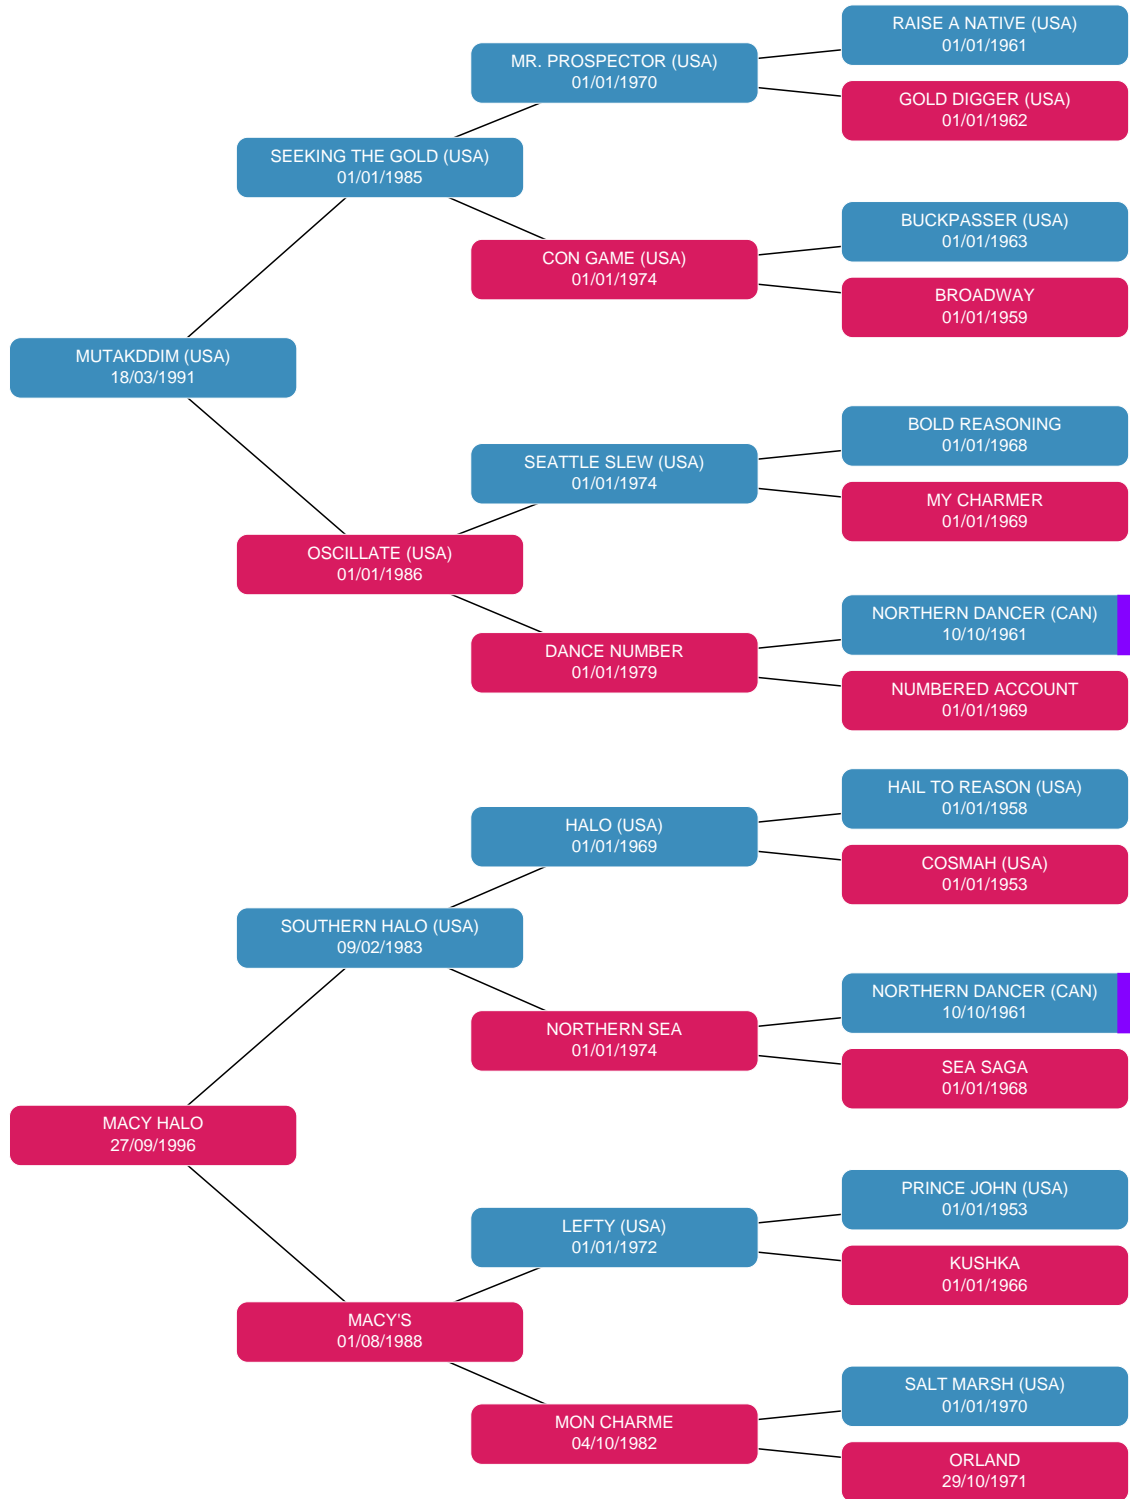 RAISE A NATIVE (USA)
01/01/1961
MR. PROSPECTOR (USA)
01/01/1970
GOLD DIGGER (USA)
01/01/1962
SEEKING THE GOLD (USA)
01/01/1985
BUCKPASSER (USA)
01/01/1963
CON GAME (USA)
01/01/1974
BROADWAY
01/01/1959
MUTAKDDIM (USA)
18/03/1991
BOLD REASONING
01/01/1968
SEATTLE SLEW (USA)
01/01/1974
MY CHARMER
01/01/1969
OSCILLATE (USA)
01/01/1986
NORTHERN DANCER (CAN)
10/10/1961
DANCE NUMBER
01/01/1979
NUMBERED ACCOUNT
01/01/1969
HAIL TO REASON (USA)
01/01/1958
HALO (USA)
01/01/1969
COSMAH (USA)
01/01/1953
SOUTHERN HALO (USA)
09/02/1983
NORTHERN DANCER (CAN)
10/10/1961
NORTHERN SEA
01/01/1974
SEA SAGA
01/01/1968
MACY HALO
27/09/1996
PRINCE JOHN (USA)
01/01/1953
LEFTY (USA)
01/01/1972
KUSHKA
01/01/1966
MACY'S
01/08/1988
SALT MARSH (USA)
01/01/1970
MON CHARME
04/10/1982
ORLAND
29/10/1971